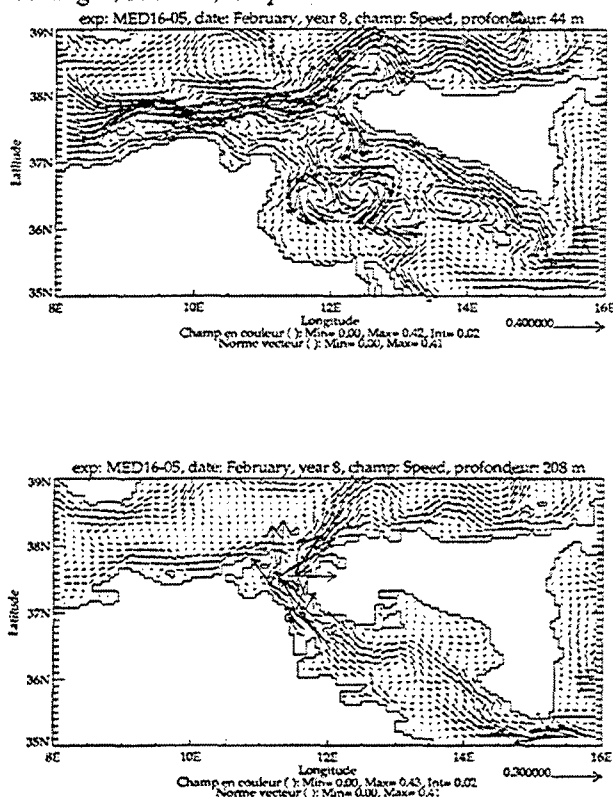 exp: MED16-05, date: February, year 8, champ: Speed, profondeur: 44 m
39N
38N
37N
36N
35N
Latitude
8E 10E 12E 14E 16E
Longitude
0.400000
Champ en couleur ( ): Min= 0.00, Max= 0.42, Int= 0.02
Norme vecteur ( ): Min= 0.00, Max= 0.41
exp: MED16-05, date: February, year 8, champ: Speed, profondeur: 208 m
39N
38N
37N
36N
35N
Latitude
8E 10E 12E 14E 16E
Longitude
0.300000
Champ en couleur ( ): Min= 0.00, Max= 0.43, Int= 0.02
Norme vecteur ( ): Min= 0.00, Max= 0.41